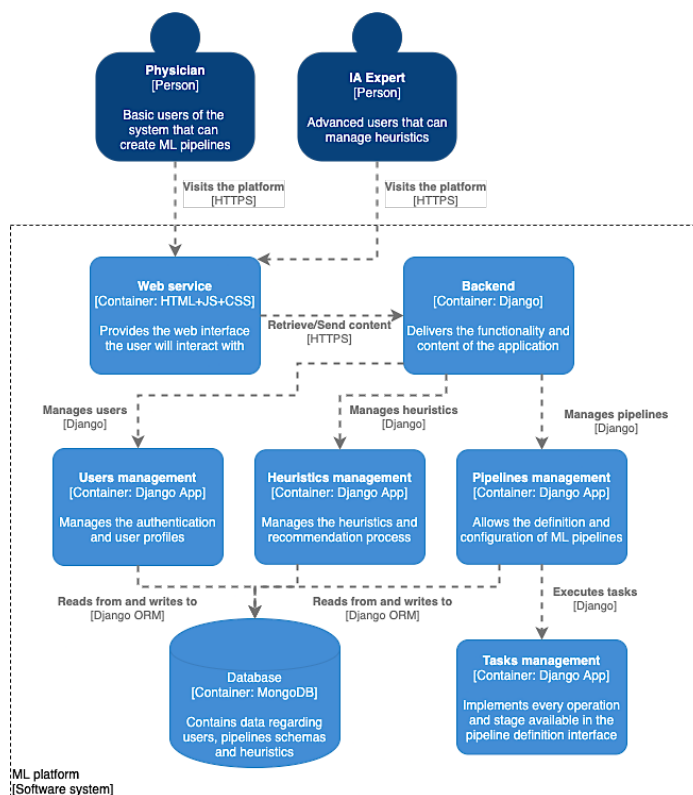 Physician
[Person]
Basic users of the
system that can
create ML pipelines
IA Expert
[Person]
Advanced users that can
manage heuristics
Visits the platform
[HTTPS]
Visits the platform
[HTTPS]
Web service
[Container: HTML+JS+CSS]
Provides the web interface
the user will interact with
Retrieve/Send content
[HTTPS]
Backend
[Container: Django]
Delivers the functionality and
content of the application
Manages users
[Django]
Manages heuristics
[Django]
Manages pipelines
[Django]
Users management
[Container: Django App]
Manages the authentication
and user profiles
Heuristics management
[Container: Django App]
Manages the heuristics and
recommendation process
Pipelines management
[Container: Django App]
Allows the definition and
configuration of ML pipelines
Reads from and writes to
[Django ORM]
Reads from and writes to
[Django ORM]
Executes tasks
[Django]
Database
[Container: MongoDB]
Contains data regarding
users, pipelines schemas
and heuristics
Tasks management
[Container: Django App]
Implements every operation
and stage available in the
pipeline definition interface
ML platform
[Software system]